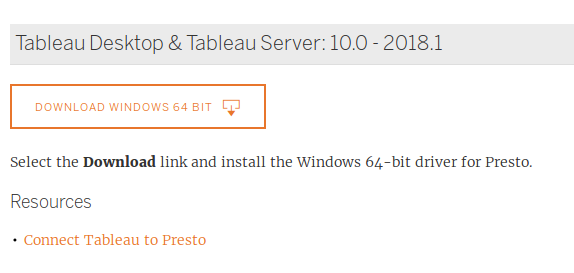 Tableau Desktop & Tableau Server: 10.0 - 2018.1
DOWNLOAD WINDOWS 64 BIT
Select the Download link and install the Windows 64-bit driver for Presto.
Resources
• Connect Tableau to Presto